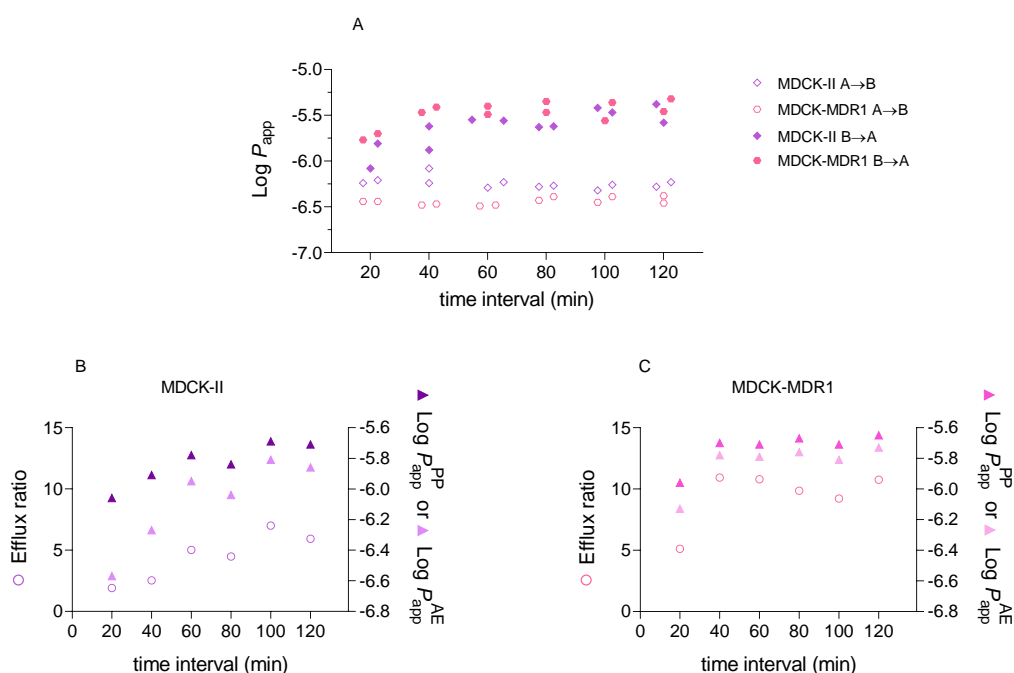 A
Log Papp
-5.0
-5.5
-6.0
-6.5
-7.0
20 40 60 80 100 120
time interval (min)
MDCK-II A→B
MDCK-MDR1 A→B
MDCK-II B→A
MDCK-MDR1 B→A
B
MDCK-II
Efflux ratio
15
10
5
0
0 20 40 60 80 100 120
time interval (min)
-5.6
-5.8
-6.0
-6.2
-6.4
-6.6
-6.8
Log PappPP or Log PappAE
C
MDCK-MDR1
Efflux ratio
15
10
5
0
0 20 40 60 80 100 120
time interval (min)
-5.6
-5.8
-6.0
-6.2
-6.4
-6.6
-6.8
Log PappPP or Log PappAE